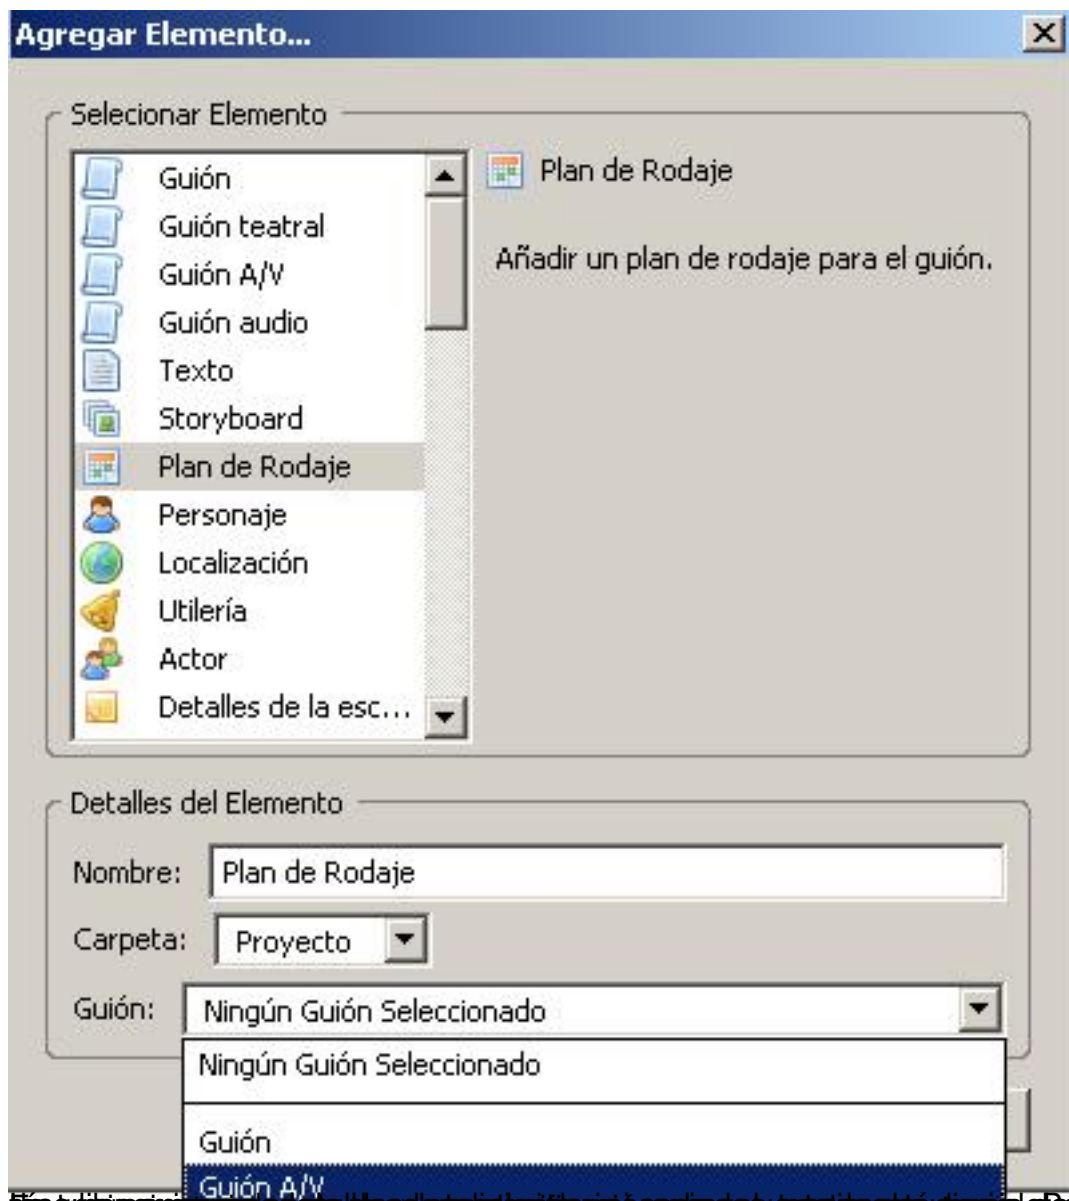 Agregar Elemento...
Selecionar Elemento
Guión
Guión teatral
Guión A/V
Guión audio
Texto
Storyboard
Plan de Rodaje
Personaje
Localización
Utilería
Actor
Detalles de la esc...
Plan de Rodaje
Añadir un plan de rodaje para el guión.
Detalles del Elemento
Nombre: Plan de Rodaje
Carpeta: Proyecto
Guión: Ningún Guión Seleccionado
Ningún Guión Seleccionado
Guión
Guión A/V